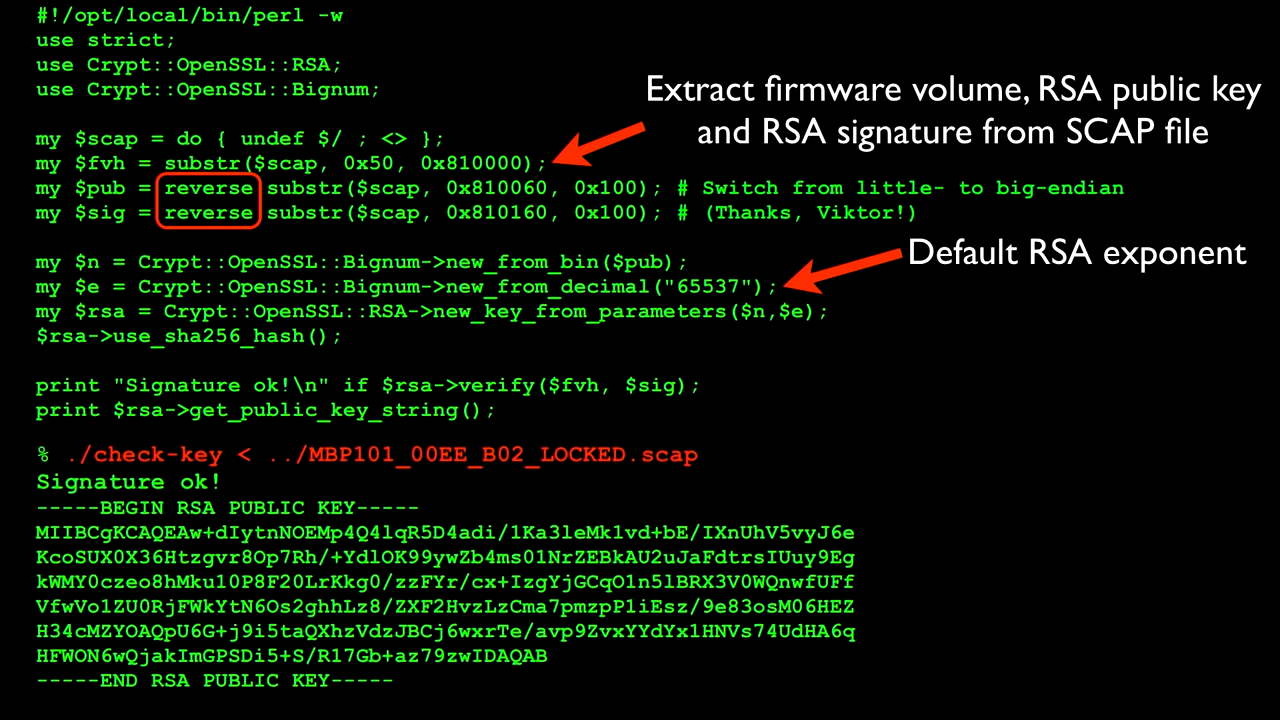 #!/opt/local/bin/perl -w
use strict;
use Crypt::OpenSSL::RSA;
use Crypt::OpenSSL::Bignum;
Extract firmware volume, RSA public key
and RSA signature from SCAP file
my $scap = do { undef $/ ; <> };
my $fvh = substr($scap, 0x50, 0x810000);
my $pub = reverse substr($scap, 0x810060, 0x100); # Switch from little- to big-endian
my $sig = reverse substr($scap, 0x810160, 0x100); # (Thanks, Viktor!)
Default RSA exponent
my $n = Crypt::OpenSSL::Bignum->new_from_bin($pub);
my $e = Crypt::OpenSSL::Bignum->new_from_decimal("65537");
my $rsa = Crypt::OpenSSL::RSA->new_key_from_parameters($n,$e);
$rsa->use_sha256_hash();
print "Signature ok!\n" if $rsa->verify($fvh, $sig);
print $rsa->get_public_key_string();
% ./check-key < ../MBP101_00EE_B02_LOCKED.scap
Signature ok!
-----BEGIN RSA PUBLIC KEY-----
MIIBCgKCAQEAw+dIytnNOEMp4Q4lqR5D4adi/1Ka3leMk1vd+bE/IXnUhV5vyJ6e
KcoSUX0X36Htzgvr8Op7Rh/+YdlOK99ywZb4ms01NrZEBkAU2uJaFdtrsIUuy9Eg
kWMY0czeo8hMku10P8F20LrKkg0/zzFYr/cx+IzgYjGCqO1n5lBRX3V0WQnwfUFf
VfwVo1ZU0RjFWkYtN6Os2ghhLz8/ZXF2HvzLzCma7pmzpP1iEsz/9e83osM06HEZ
H34cMZYOAQpU6G+j9i5taQXhzVdzJBCj6wxrTe/avp9ZvxYYdYx1HNVs74UdHA6q
HFWON6wQjakImGPSDi5+S/R17Gb+az79zwIDAQAB
-----END RSA PUBLIC KEY-----